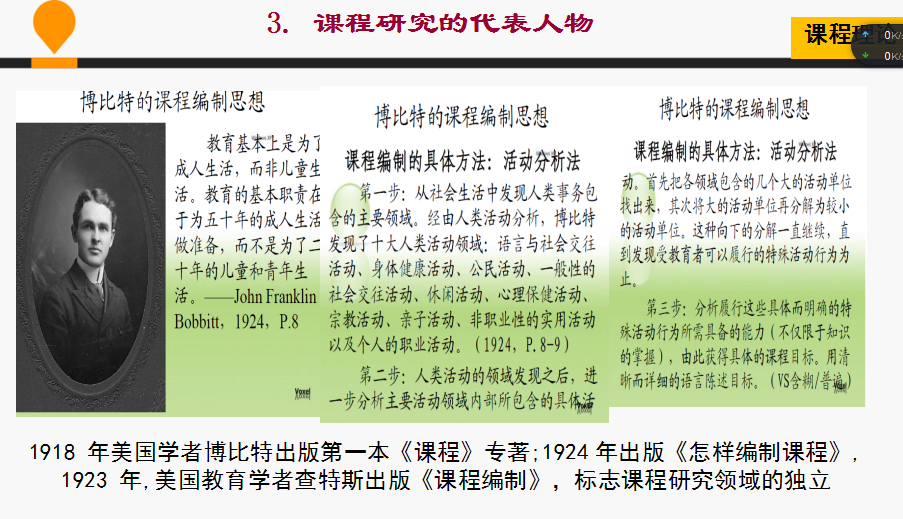 3. 课程研究的代表人物
课程理论
0K/s
0K/s
博比特的课程编制思想
教育基本上是为了
成人生活，而非儿童生
活。教育的基本职责在
于为五十年的成人生活
做准备，而不是为了二
十年的儿童和青年生
活。——John Franklin
Bobbitt，1924，P.8
Voxel
博比特的课程编制思想
课程编制的具体方法：活动分析法
第一步：从社会生活中发现人类事务包
含的主要领域。经由人类活动分析，博比特
发现了十大人类活动领域：语言与社会交往
活动、身体健康活动、公民活动、一般性的
社会交往活动、休闲活动、心理保健活动、
宗教活动、亲子活动、非职业性的实用活动
以及个人的职业活动。（1924，P.8-9）
第二步：人类活动的领域发现之后，进
一步分析主要活动领域内部所包含的具体活
博比特的课程编制思想
课程编制的具体方法：活动分析法
动。首先把各领域包含的几个大的活动单位
找出来，其次将大的活动单位再分解为较小
的活动单位，这种向下的分解一直继续，直
到发现受教育者可以履行的特殊活动行为为
止。
第三步：分析履行这些具体而明确的特
殊活动行为所需具备的能力（不仅限于知识
的掌握），由此获得具体的课程目标。用清
晰而详细的语言陈述目标。（VS含糊/普遍）
1918 年美国学者博比特出版第一本《课程》专著;1924年出版《怎样编制课程》,
1923 年,美国教育学者查特斯出版《课程编制》，标志课程研究领域的独立